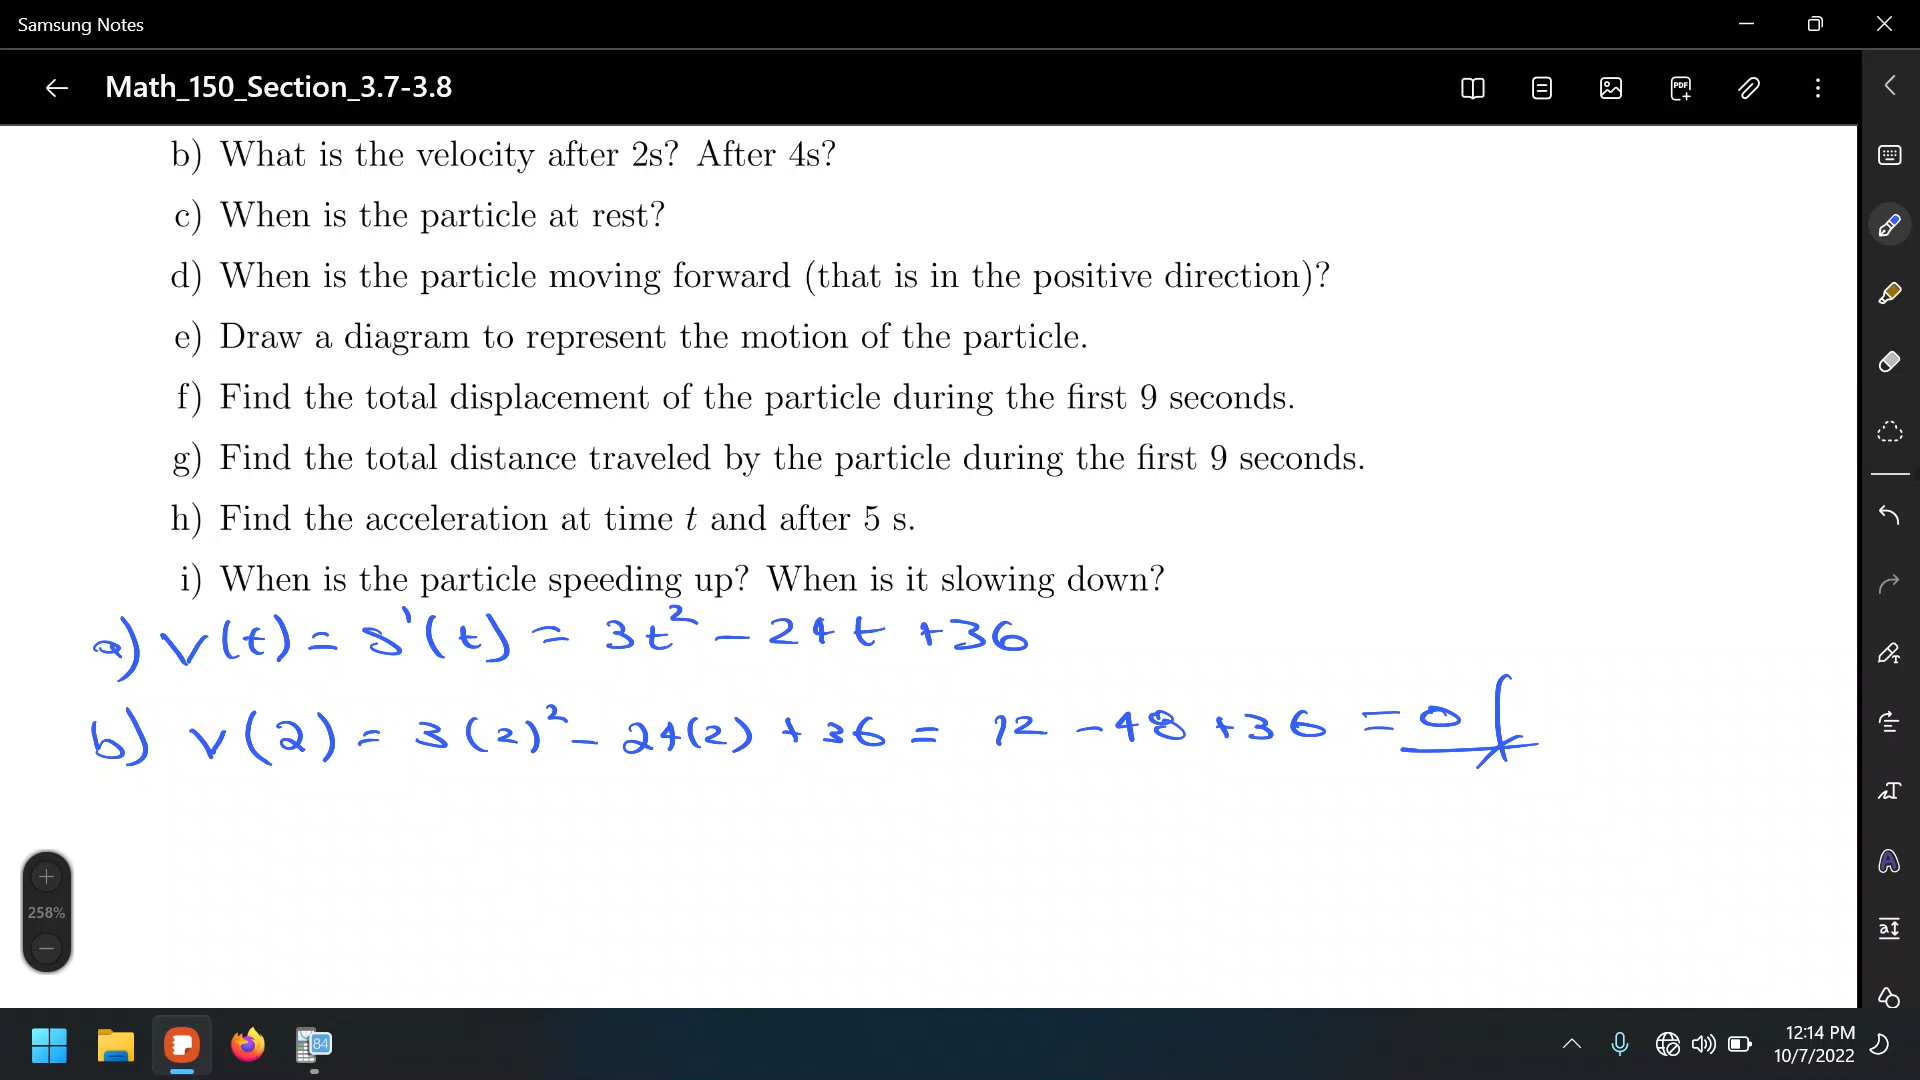 Samsung Notes
Math_150_Section_3.7-3.8
PDF
b) What is the velocity after 2s? After 4s?
c) When is the particle at rest?
d) When is the particle moving forward (that is in the positive direction)?
e) Draw a diagram to represent the motion of the particle.
f) Find the total displacement of the particle during the first 9 seconds.
g) Find the total distance traveled by the particle during the first 9 seconds.
h) Find the acceleration at time t and after 5 s.
i) When is the particle speeding up? When is it slowing down?
a) v(t) = s'(t) = 3t² - 24t + 36
b) v(2) = 3(2)² - 24(2) + 36 = 12 - 48 + 36 = 0
258%
84
12:14 PM
10/7/2022